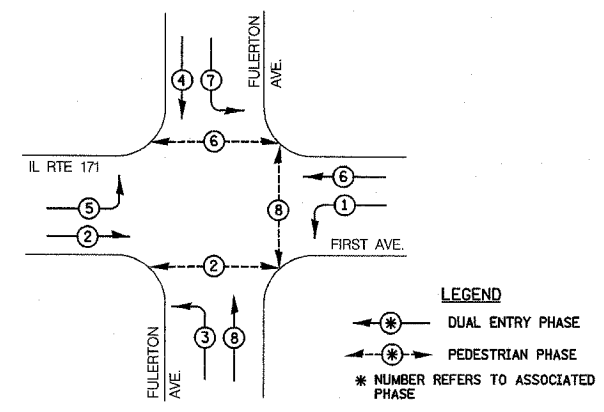 FULERTON
AVE.
4
7
6
IL RTE 171
6
5
8
1
2
FIRST AVE.
2
LEGEND
* DUAL ENTRY PHASE
3
8
* PEDESTRIAN PHASE
FULERTON
AVE.
* NUMBER REFERS TO ASSOCIATED
PHASE